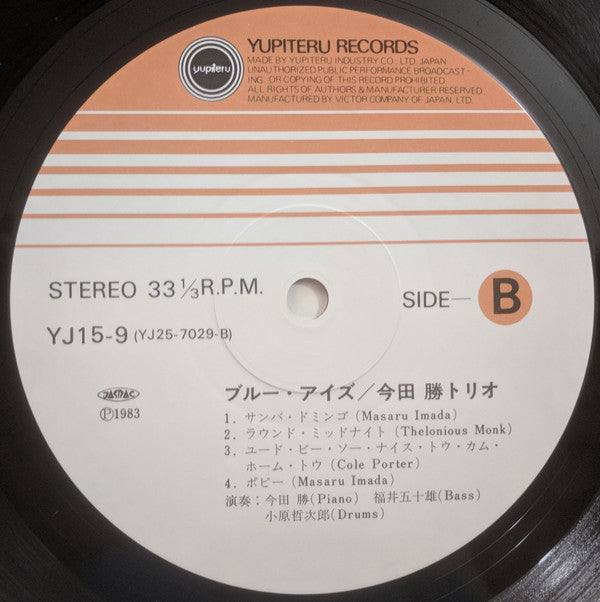 yupiteru
YUPITERU RECORDS
MADE BY YUPITERU INDUSTRY CO., LTD. JAPAN
UNAUTHORIZED PUBLIC PERFORMANCE BROADCAST-
ING OR COPYING OF THIS RECORD PROHIBITED.
ALL RIGHTS OF AUTHORS & MANUFACTURER RESERVED.
MANUFACTURED BY VICTOR COMPANY OF JAPAN, LTD.
STEREO 33 1/3 R.P.M.
SIDE— B
YJ15-9 (YJ25-7029-B)
JASRAC
Ⓟ1983
ブルー・アイズ／今田 勝トリオ
1. サンバ・ドミンゴ (Masaru Imada)
2. ラウンド・ミッドナイト (Thelonious Monk)
3. ユード・ビー・ソー・ナイス・トウ・カム・
ホーム・トウ (Cole Porter)
4. ポピー (Masaru Imada)
演奏：今田 勝(Piano) 福井五十雄(Bass)
小原哲次郎(Drums)